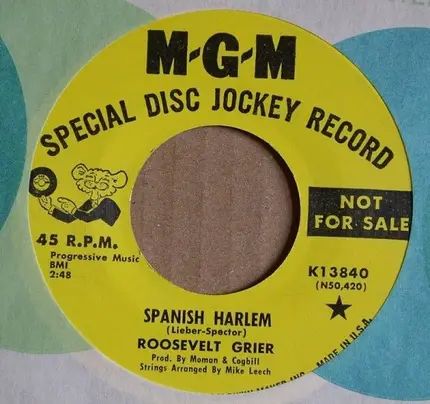 M-G-M
SPECIAL DISC JOCKEY RECORD
NOT
FOR SALE
45 R.P.M.
Progressive Music
BMI
2:48
K13840
(N50,420)
SPANISH HARLEM
(Lieber-Spector)
ROOSEVELT GRIER
Prod. By Moman & Cogbill
Strings Arranged By Mike Leech
MADE IN U.S.A.